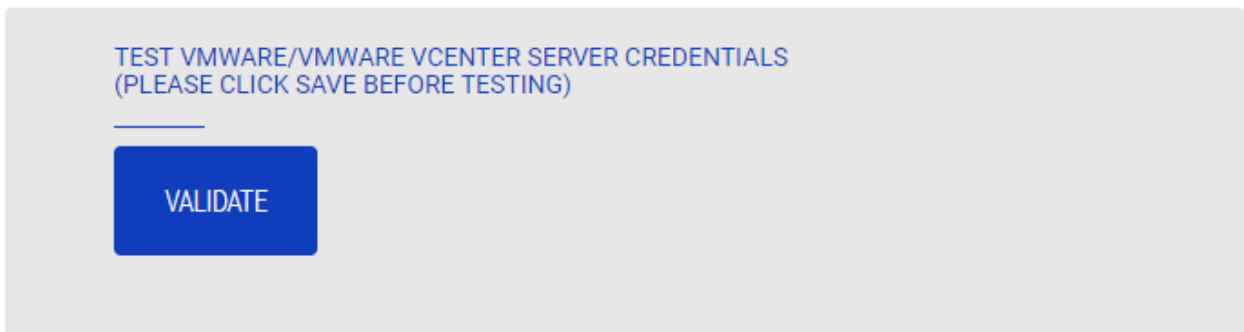 TEST VMWARE/VMWARE VCENTER SERVER CREDENTIALS
(PLEASE CLICK SAVE BEFORE TESTING)
VALIDATE